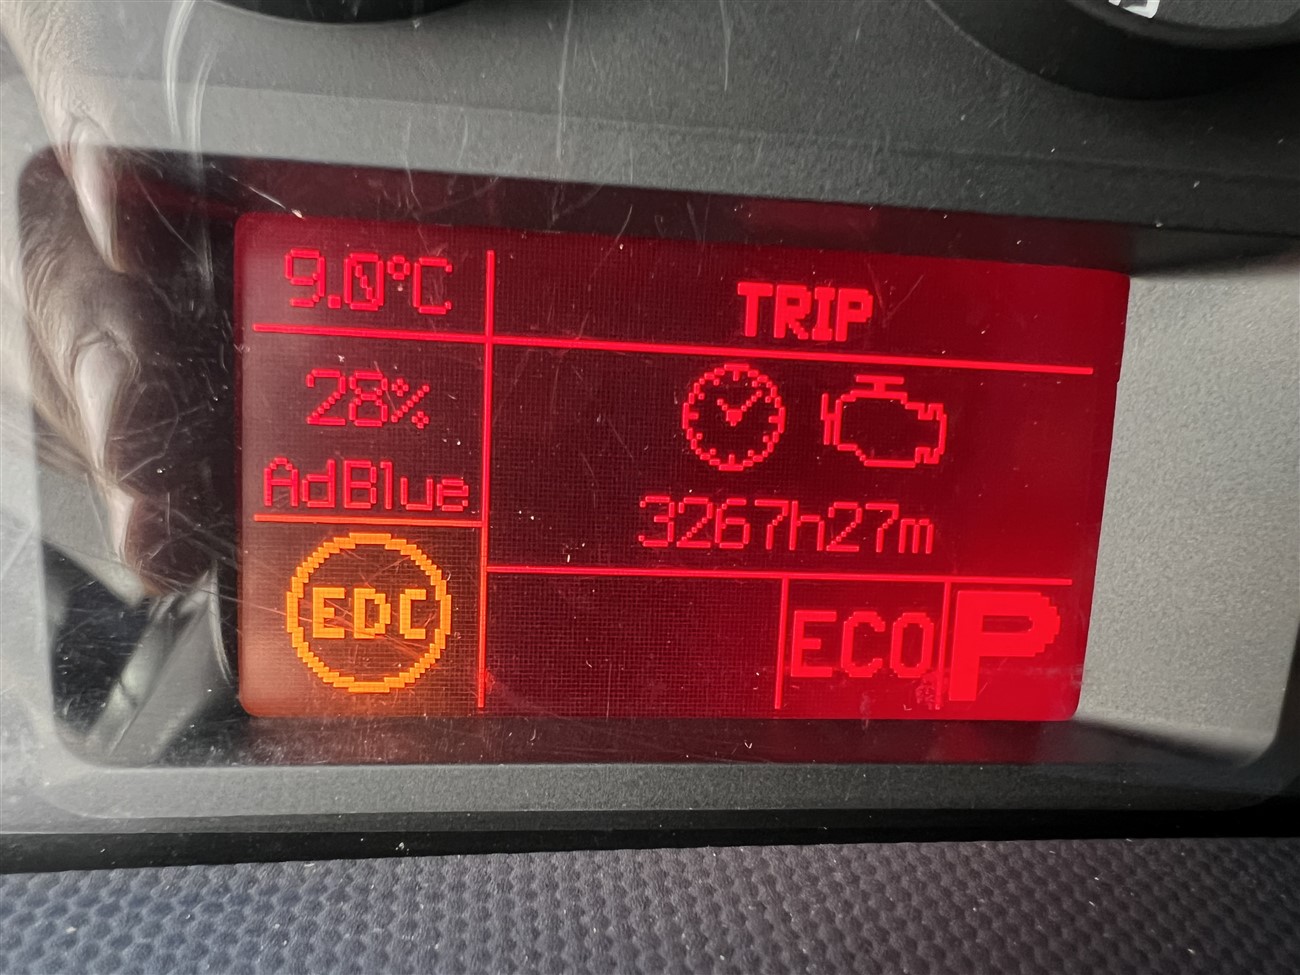 9.0°C
TRIP
28%
AdBlue
3267h27m
EDC
ECO
P